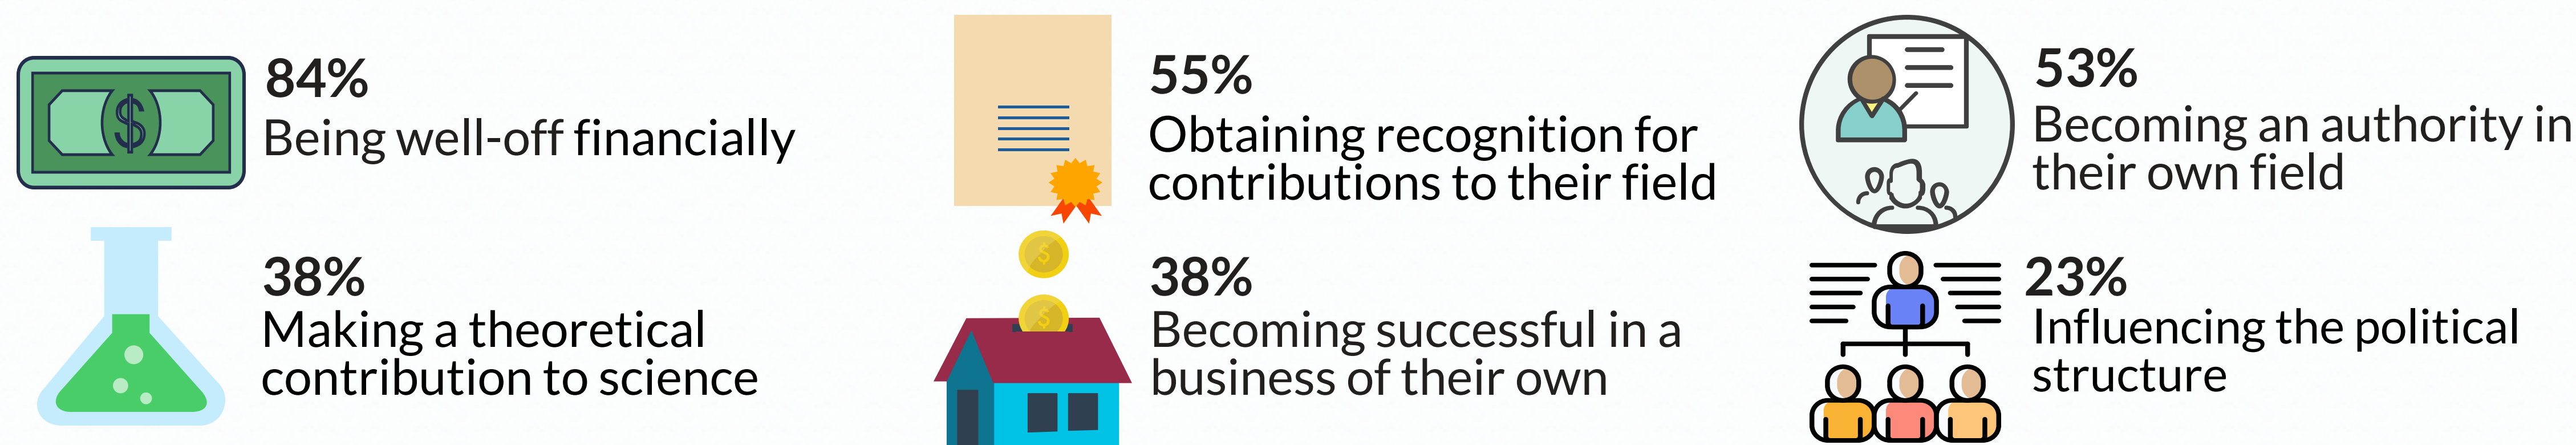 84%
Being well-off financially
55%
Obtaining recognition for
contributions to their field
53%
Becoming an authority in
their own field
38%
Making a theoretical
contribution to science
38%
Becoming successful in a
business of their own
23%
Influencing the political
structure